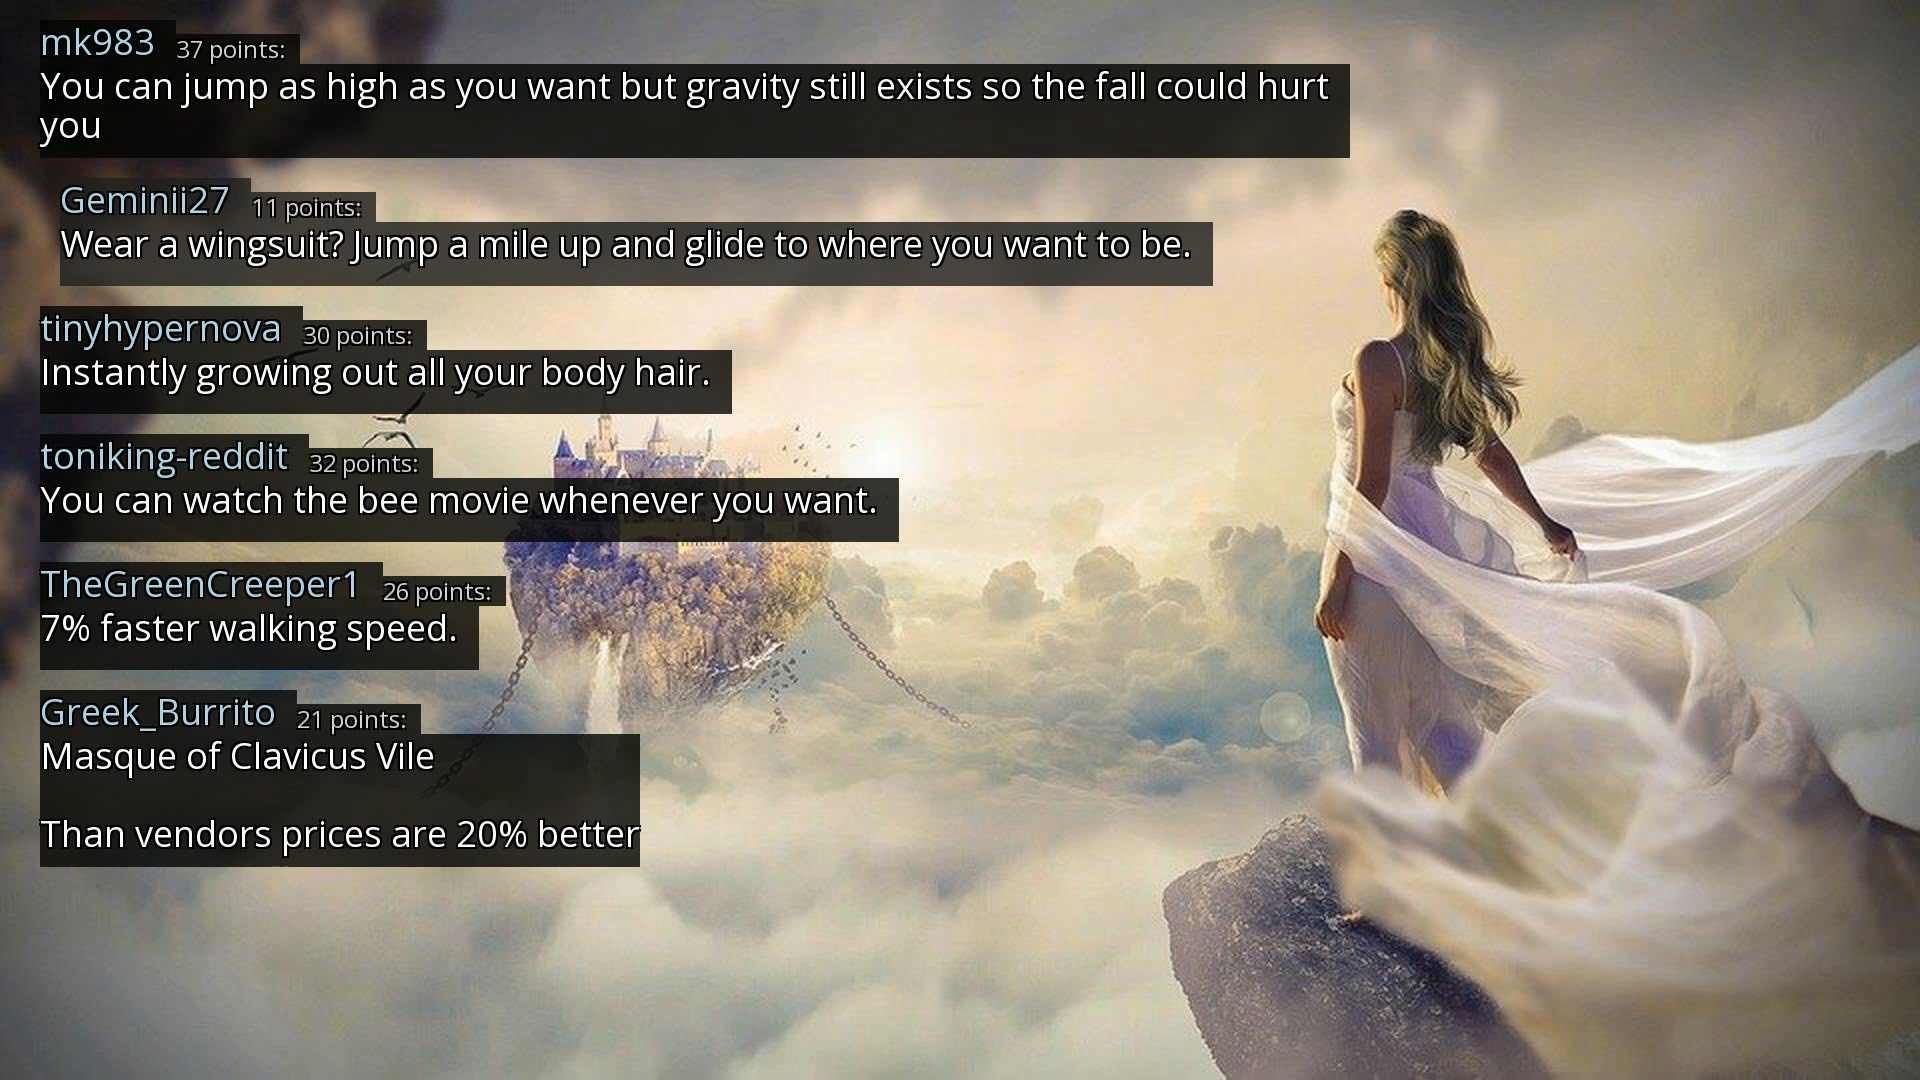 mk983 37 points:
You can jump as high as you want but gravity still exists so the fall could hurt
you
Geminii27 11 points:
Wear a wingsuit? Jump a mile up and glide to where you want to be.
tinyhypernova 30 points:
Instantly growing out all your body hair.
toniking-reddit 32 points:
You can watch the bee movie whenever you want.
TheGreenCreeper1 26 points:
7% faster walking speed.
Greek_Burrito 21 points:
Masque of Clavicus Vile
Than vendors prices are 20% better